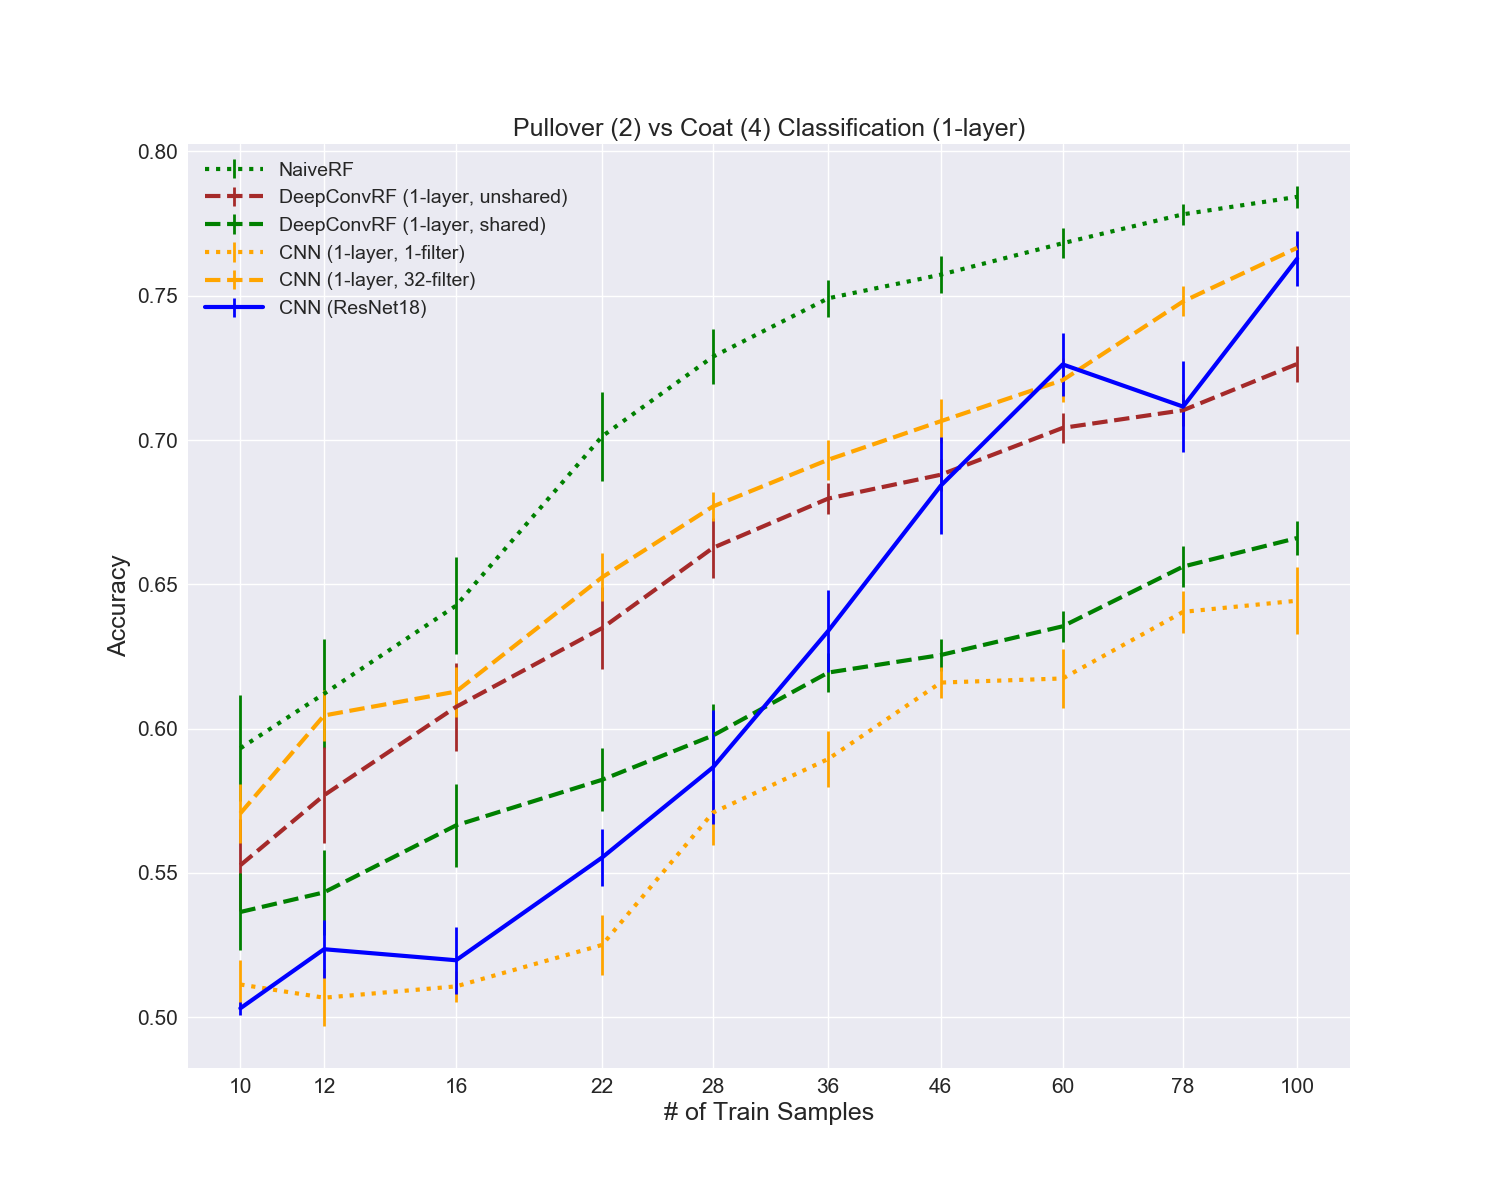 Pullover (2) vs Coat (4) Classification (1-layer)
NaiveRF
DeepConvRF (1-layer, unshared)
DeepConvRF (1-layer, shared)
CNN (1-layer, 1-filter)
CNN (1-layer, 32-filter)
CNN (ResNet18)
Accuracy
0.80
0.75
0.70
0.65
0.60
0.55
0.50
10 12 16 22 28 36 46 60 78 100
# of Train Samples